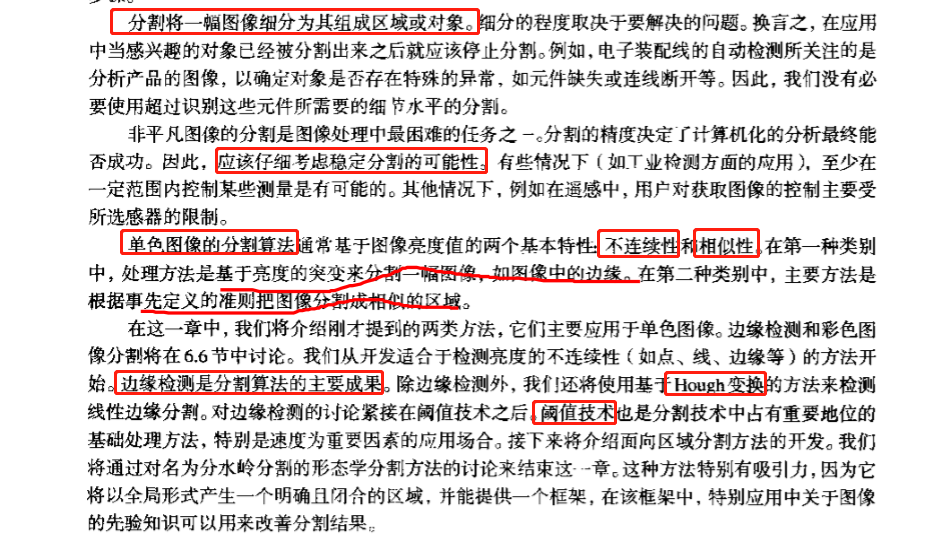 分割将一幅图像细分为其组成区域或对象。细分的程度取决于要解决的问题。换言之，在应用
中当感兴趣的对象已经被分割出来之后就应该停止分割。例如，电子装配线的自动检测所关注的是
分析产品的图像，以确定对象是否存在特殊的异常，如元件缺失或连线断开等。因此，我们没有必
要使用超过识别这些元件所需要的细节水平的分割。
非平凡图像的分割是图像处理中最困难的任务之一。分割的精度决定了计算机化的分析最终能
否成功。因此，应该仔细考虑稳定分割的可能性。有些情况下（如工业检测方面的应用），至少在
一定范围内控制某些测量是有可能的。其他情况下，例如在遥感中，用户对获取图像的控制主要受
所选感器的限制。
单色图像的分割算法通常基于图像亮度值的两个基本特性：不连续性和相似性。在第一种类别
中，处理方法是基于亮度的突变来分割一幅图像，如图像中的边缘。在第二种类别中，主要方法是
根据事先定义的准则把图像分割成相似的区域。
在这一章中，我们将介绍刚才提到的两类方法，它们主要应用于单色图像。边缘检测和彩色图
像分割将在6.6节中讨论。我们从开发适合于检测亮度的不连续性（如点、线、边缘等）的方法开
始。边缘检测是分割算法的主要成果。除边缘检测外，我们还将使用基于Hough变换的方法来检测
线性边缘分割。对边缘检测的讨论紧接在阈值技术之后。阈值技术也是分割技术中占有重要地位的
基础处理方法，特别是速度为重要因素的应用场合。接下来将介绍面向区域分割方法的开发。我们
将通过对名为分水岭分割的形态学分割方法的讨论来结束这一章。这种方法特别有吸引力，因为它
将以全局形式产生一个明确且闭合的区域，并能提供一个框架，在该框架中，特别应用中关于图像
的先验知识可以用来改善分割结果。